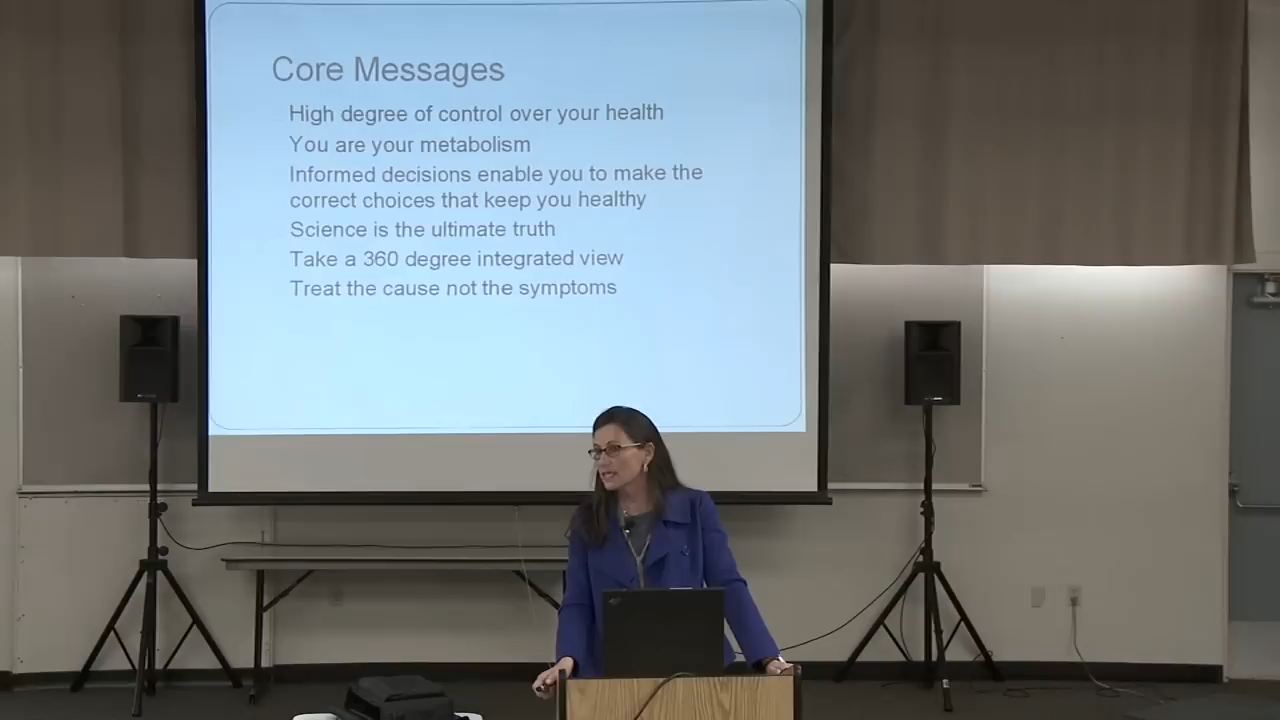 Core Messages
High degree of control over your health
You are your metabolism
Informed decisions enable you to make the
correct choices that keep you healthy
Science is the ultimate truth
Take a 360 degree integrated view
Treat the cause not the symptoms